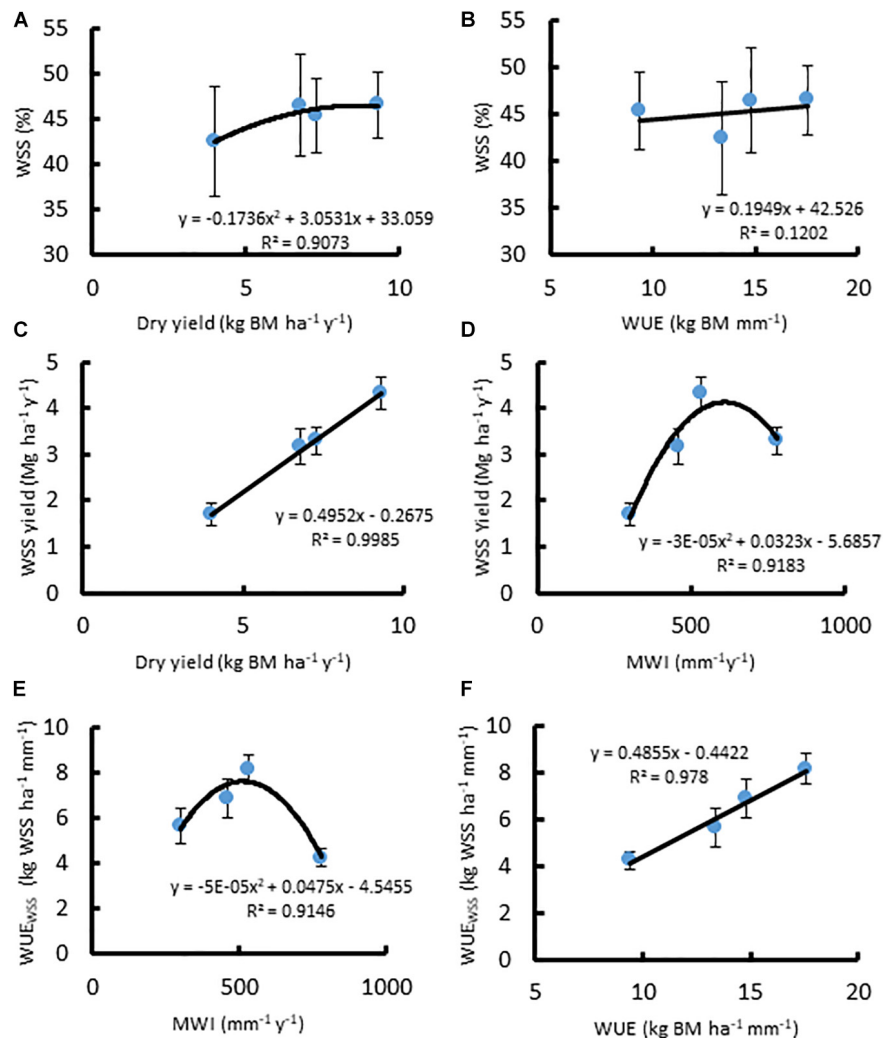 A
55
50
45
40
35
30
WSS (%)
y = -0.1736x² + 3.0531x + 33.059
R² = 0.9073
0 5 10
Dry yield (kg BM ha⁻¹ y⁻¹)
B
55
50
45
40
35
30
WSS (%)
y = 0.1949x + 42.526
R² = 0.1202
5 10 15 20
WUE (kg BM mm⁻¹)
C
5
4
3
2
1
0
WSS yield (Mg ha⁻¹ y⁻¹)
y = 0.4952x - 0.2675
R² = 0.9985
0 5 10
Dry yield (kg BM ha⁻¹ y⁻¹)
D
5
4
3
2
1
0
WSS Yield (Mg ha⁻¹ y⁻¹)
y = -3E-05x² + 0.0323x - 5.6857
R² = 0.9183
0 500 1000
MWI (mm⁻¹y⁻¹)
E
10
8
6
4
2
0
WUE_WSS (kg WSS ha⁻¹ mm⁻¹)
y = -5E-05x² + 0.0475x - 4.5455
R² = 0.9146
0 500 1000
MWI (mm⁻¹ y⁻¹)
F
10
8
6
4
2
0
WUE_WSS (kg WSS ha⁻¹ mm⁻¹)
y = 0.4855x - 0.4422
R² = 0.978
5 10 15 20
WUE (kg BM ha⁻¹ mm⁻¹)